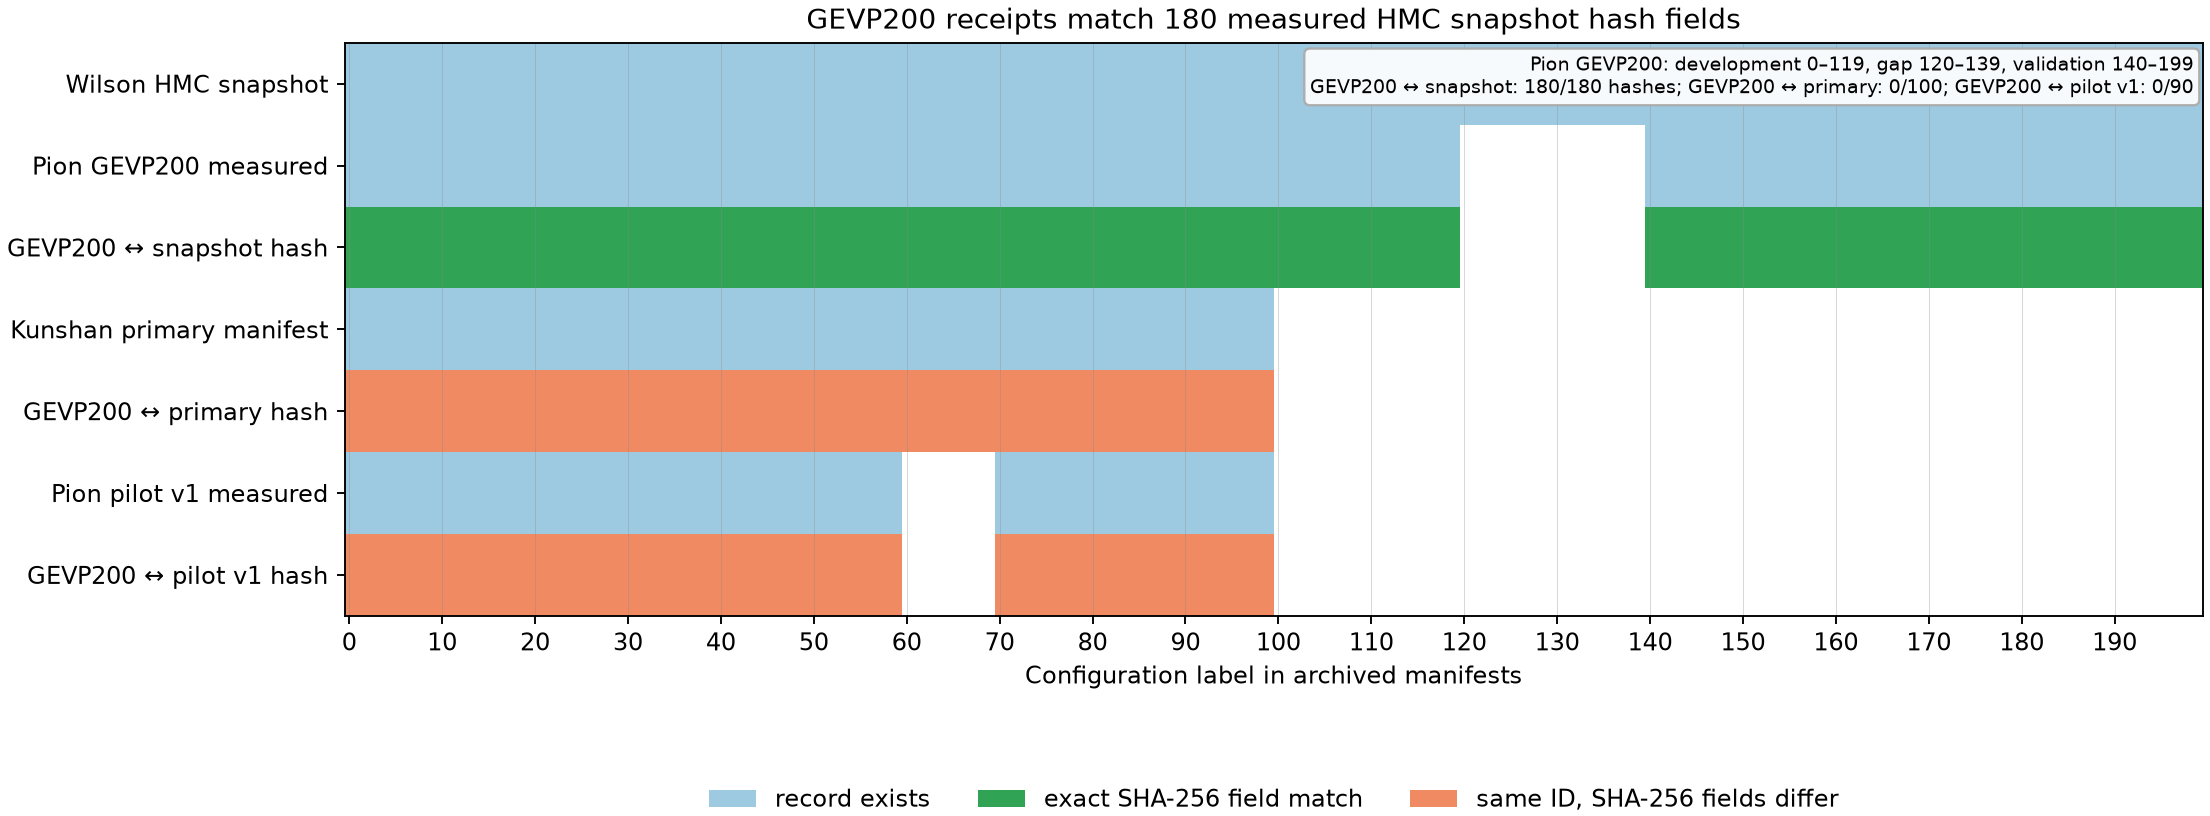 GEVP200 receipts match 180 measured HMC snapshot hash fields
Pion GEVP200: development 0–119, gap 120–139, validation 140–199
GEVP200 ↔ snapshot: 180/180 hashes; GEVP200 ↔ primary: 0/100; GEVP200 ↔ pilot v1: 0/90
Wilson HMC snapshot
Pion GEVP200 measured
GEVP200 ↔ snapshot hash
Kunshan primary manifest
GEVP200 ↔ primary hash
Pion pilot v1 measured
GEVP200 ↔ pilot v1 hash
0 10 20 30 40 50 60 70 80 90 100 110 120 130 140 150 160 170 180 190
Configuration label in archived manifests
record exists exact SHA-256 field match same ID, SHA-256 fields differ